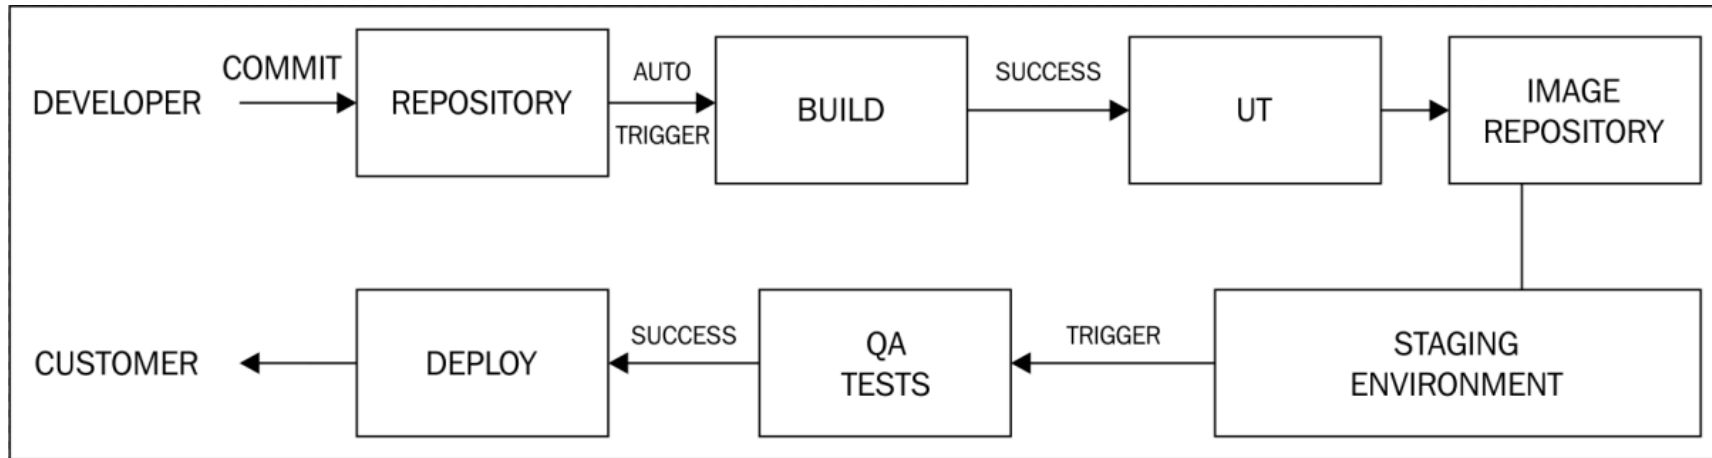 DEVELOPER
COMMIT
REPOSITORY
AUTO
TRIGGER
BUILD
SUCCESS
UT
IMAGE
REPOSITORY
CUSTOMER
DEPLOY
SUCCESS
QA
TESTS
TRIGGER
STAGING
ENVIRONMENT